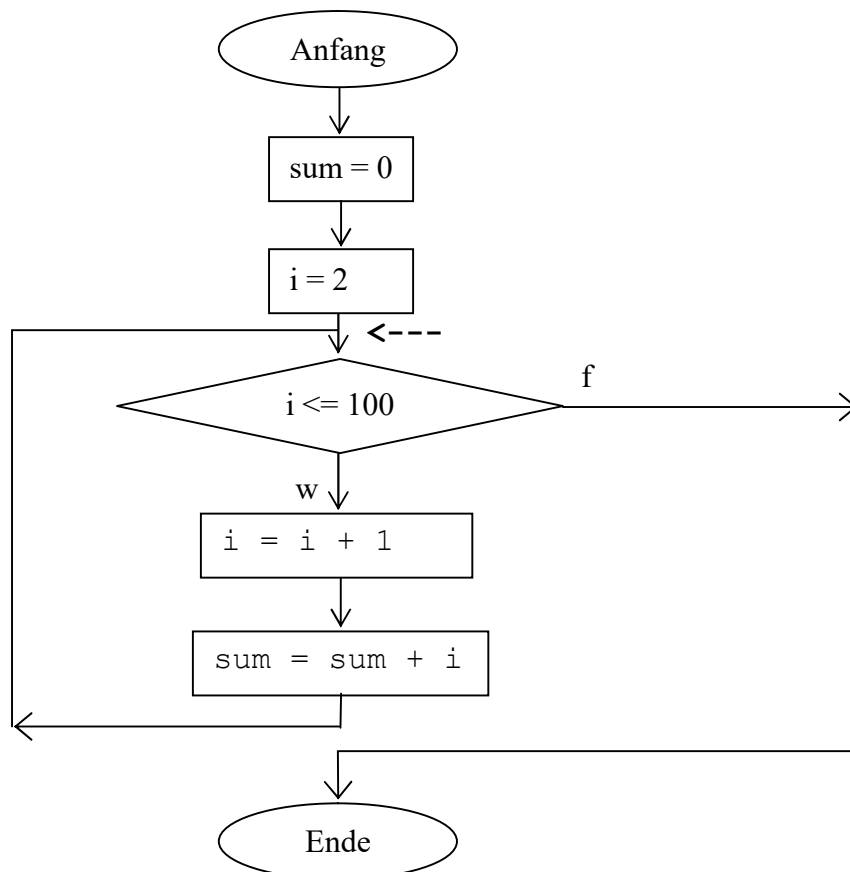 Anfang
sum = 0
i = 2
i <= 100
f
w
i = i + 1
sum = sum + i
Ende